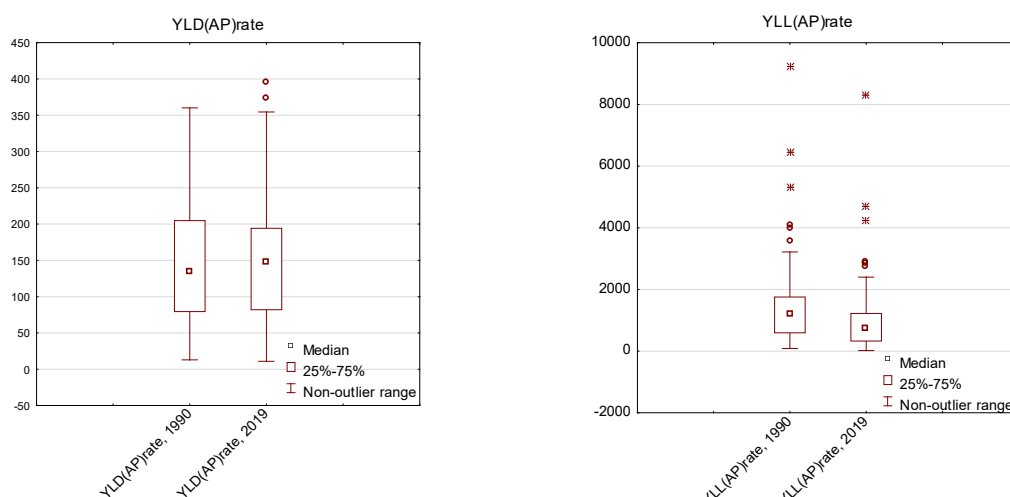 YLD(AP)rate
450
400
350
300
250
200
150
100
50
0
-50
Median
25%-75%
Non-outlier range
YLD(AP)rate, 1990
YLD(AP)rate, 2019
YLL(AP)rate
10000
8000
6000
4000
2000
0
-2000
Median
25%-75%
Non-outlier range
YLL(AP)rate, 1990
YLL(AP)rate, 2019